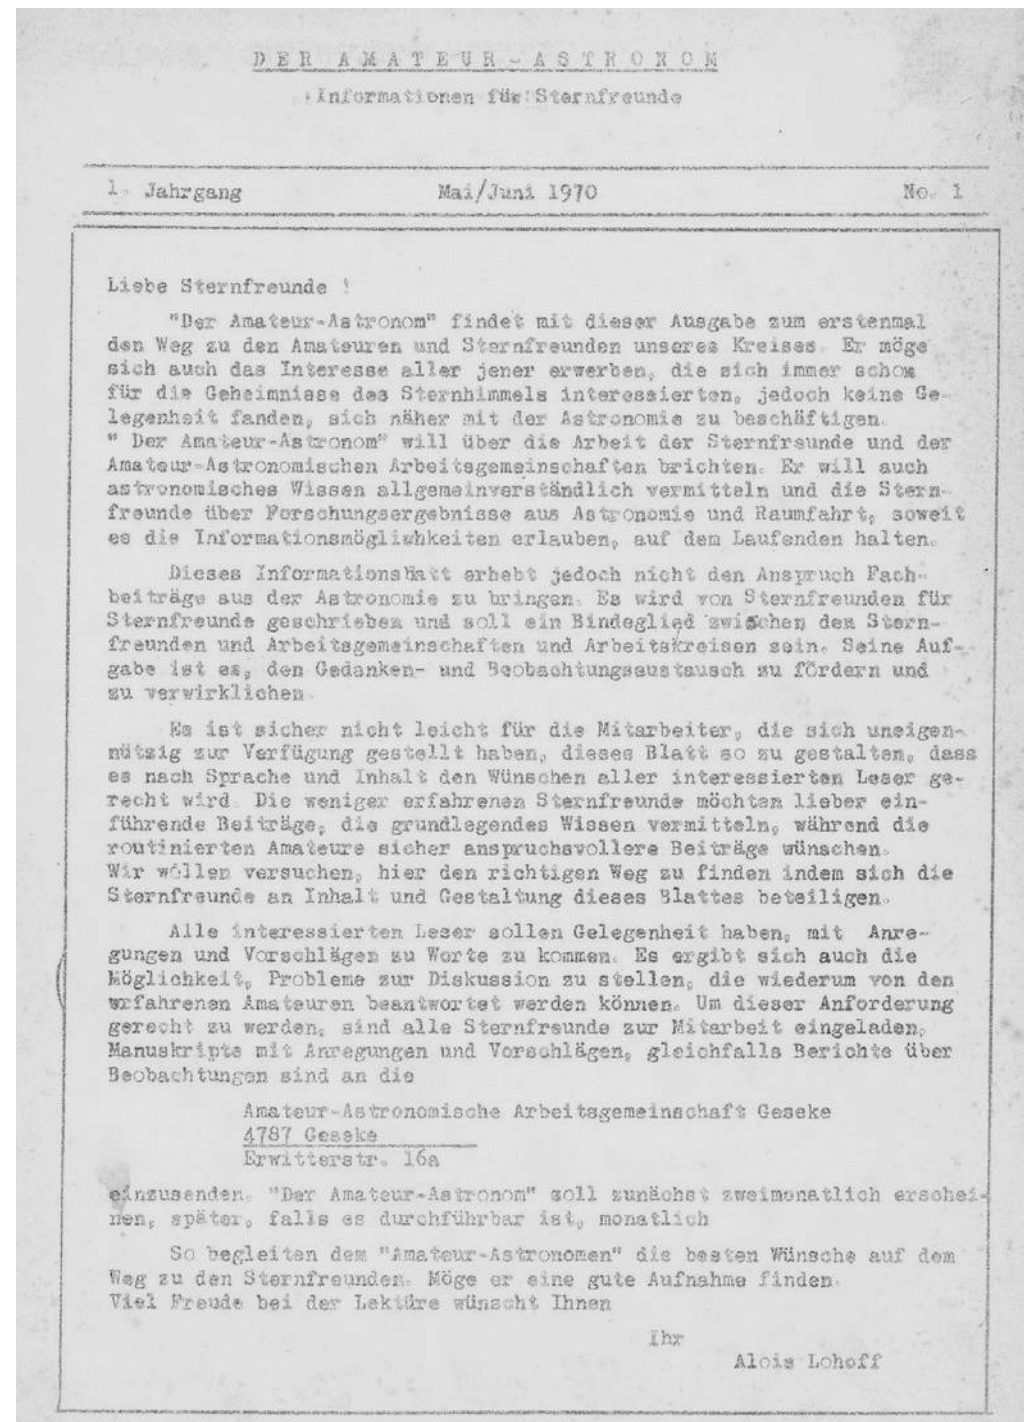 DER AMATEUR-ASTRONOM
Informationen für Sternfreunde
1. Jahrgang Mai/Juni 1970 No. 1
Liebe Sternfreunde !
"Der Amateur-Astronom" findet mit dieser Ausgabe zum erstenmal
den Weg zu den Amateuren und Sternfreunden unseres Kreises. Er möge
sich auch das Interesse aller jener erwerben, die sich immer schon
für die Geheimnisse des Sternhimmels interessierten, jedoch keine Ge-
legenheit fanden, sich näher mit der Astronomie zu beschäftigen.
" Der Amateur-Astronom" will über die Arbeit der Sternfreunde und der
Amateur-Astronomischen Arbeitsgemeinschaften brichten. Er will auch
astronomisches Wissen allgemeinverständlich vermitteln und die Stern-
freunde über Forschungsergebnisse aus Astronomie und Raumfahrt, soweit
es die Informationsmöglichkeiten erlauben, auf dem Laufenden halten.
Dieses Informationsbatt erhebt jedoch nicht den Anspruch Fach-
beiträge aus der Astronomie zu bringen. Es wird von Sternfreunden für
Sternfreunde geschrieben und soll ein Bindeglied zwischen den Stern-
freunden und Arbeitsgemeinschaften und Arbeitskreisen sein. Seine Auf-
gabe ist es, den Gedanken- und Beobachtungsaustausch zu fördern und
zu verwirklichen.
Es ist sicher nicht leicht für die Mitarbeiter, die sich uneigen-
nützig zur Verfügung gestellt haben, dieses Blatt so zu gestalten, dass
es nach Sprache und Inhalt den Wünschen aller interessierten Leser ge-
recht wird. Die weniger erfahrenen Sternfreunde möchten lieber ein-
führende Beiträge, die grundlegendes Wissen vermitteln, während die
routinierten Amateure sicher anspruchsvollere Beiträge wünschen.
Wir wollen versuchen, hier den richtigen Weg zu finden indem sich die
Sternfreunde an Inhalt und Gestaltung dieses Blattes beteiligen.
Alle interessierten Leser sollen Gelegenheit haben, mit Anre-
gungen und Vorschlägen zu Worte zu kommen. Es ergibt sich auch die
Möglichkeit, Probleme zur Diskussion zu stellen, die wiederum von den
erfahrenen Amateuren beantwortet werden können. Um dieser Anforderung
gerecht zu werden, sind alle Sternfreunde zur Mitarbeit eingeladen,
Manuskripte mit Anregungen und Vorschlägen, gleichfalls Berichte über
Beobachtungen sind an die
Amateur-Astronomische Arbeitsgemeinschaft Geseke
4787 Geseke
Erwitterstr. 16a
einzusenden. "Der Amateur-Astronom" soll zunächst zweimonatlich erschei-
nen, später, falls es durchführbar ist, monatlich
So begleiten dem "Amateur-Astronomen" die besten Wünsche auf dem
Weg zu den Sternfreunden. Möge er eine gute Aufnahme finden.
Viel Freude bei der Lektüre wünscht Ihnen
Ihr
Alois Lohoff